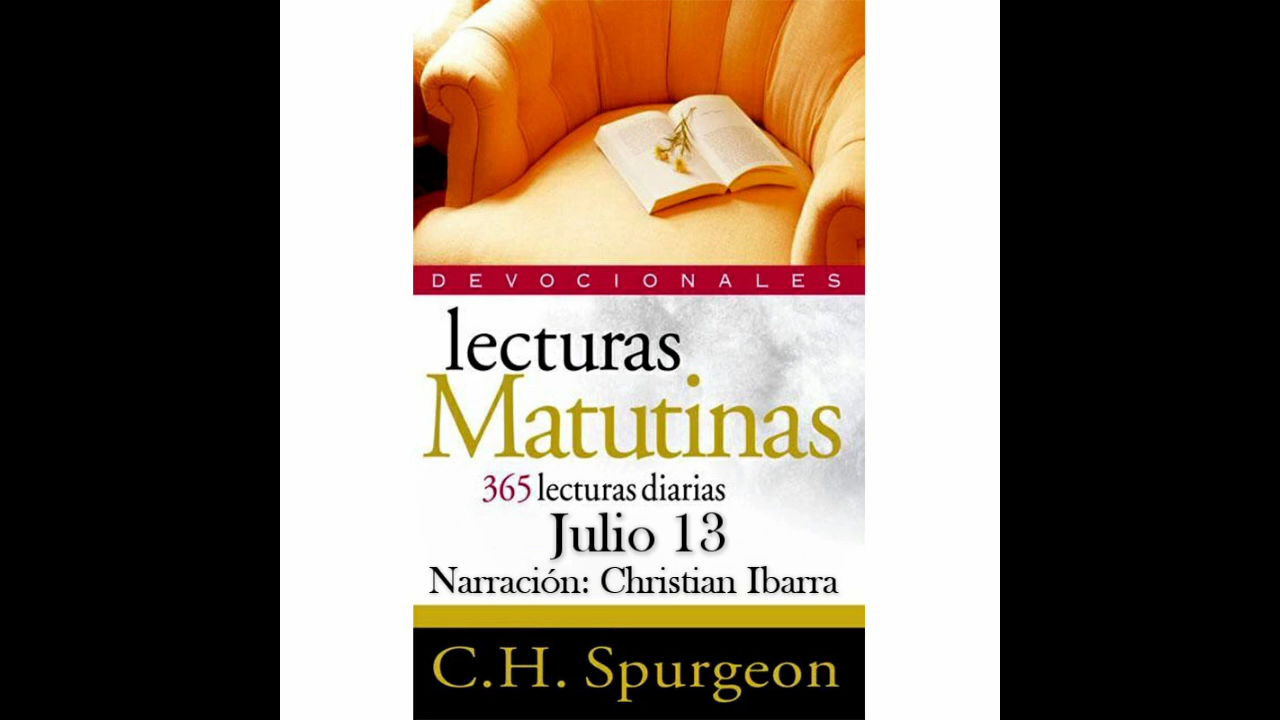 DEVOCIONALES
lecturas
Matutinas
365 lecturas diarias
Julio 13
Narración: Christian Ibarra
C.H. Spurgeon